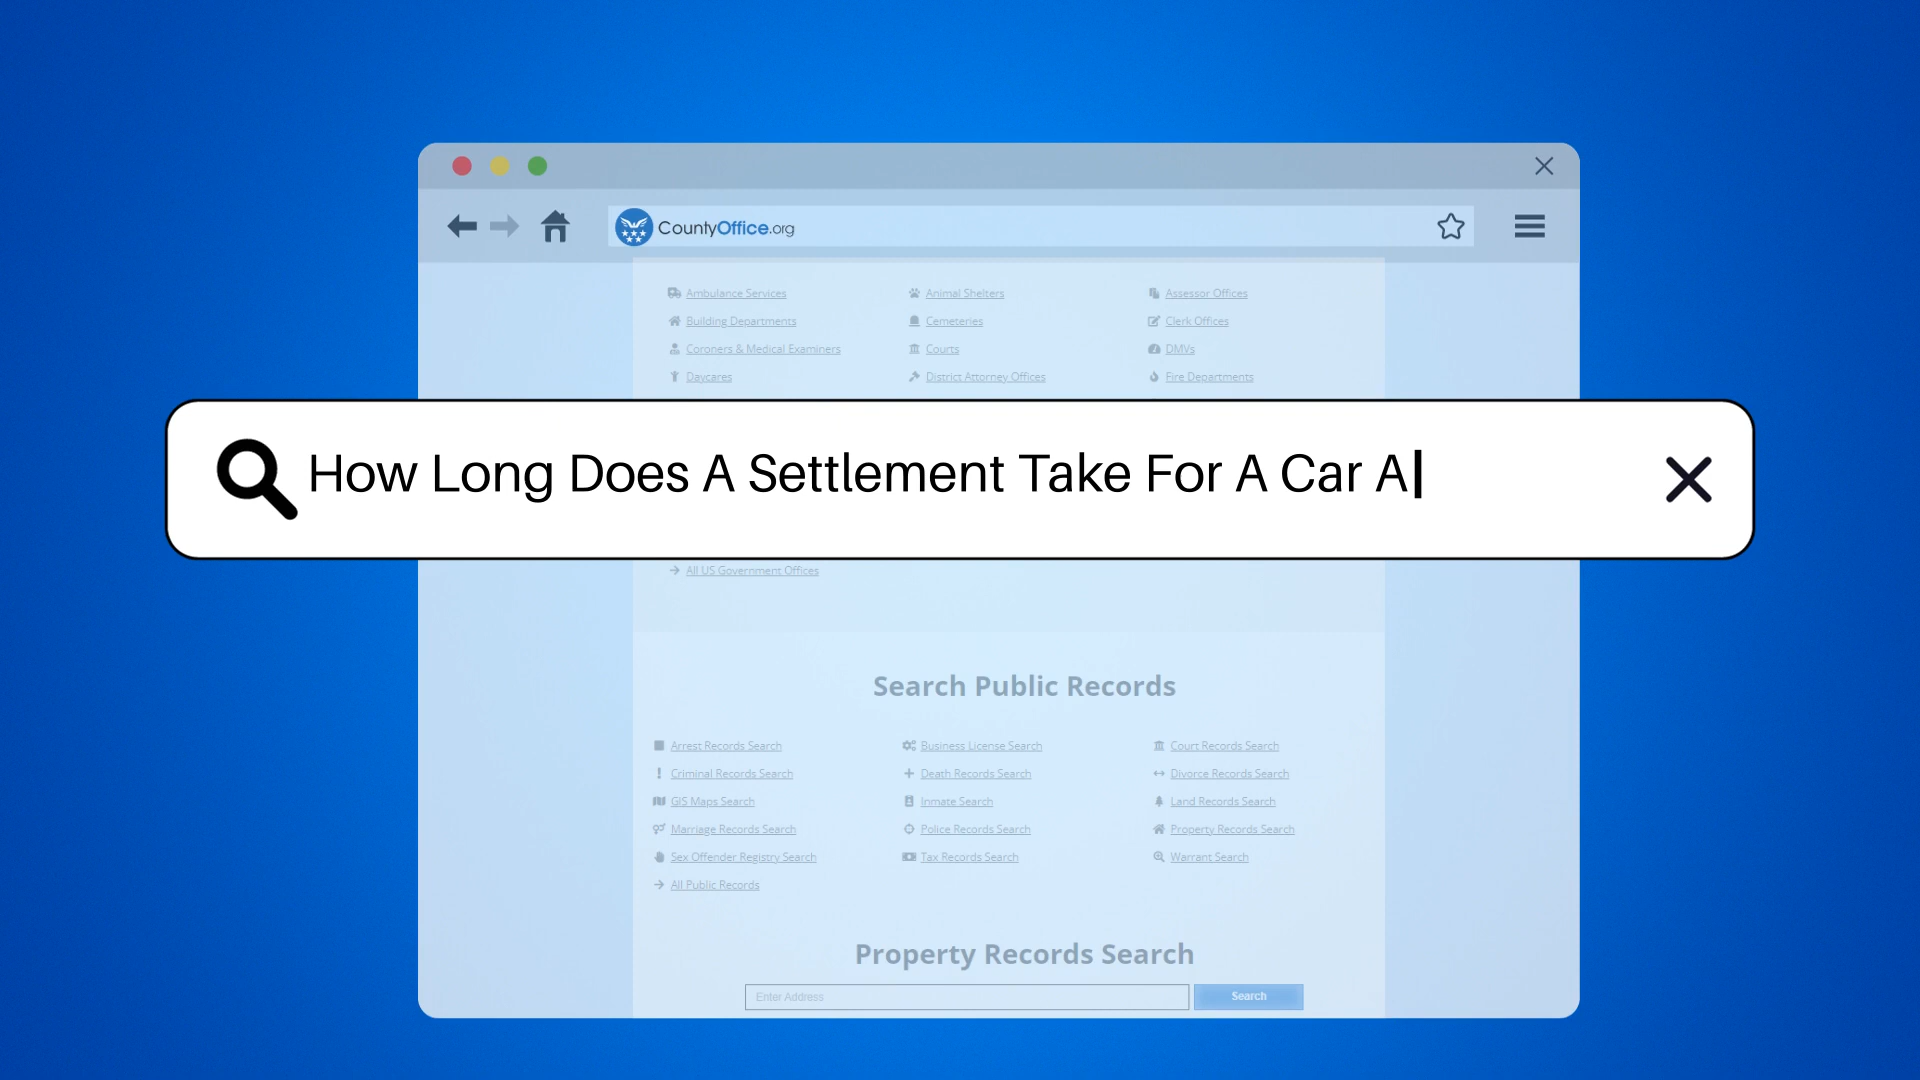 CountyOffice.org
Ambulance Services Animal Shelters Assessor Offices
Building Departments Cemeteries Clerk Offices
Coroners & Medical Examiners Courts DMVs
Daycares District Attorney Offices Fire Departments
How Long Does A Settlement Take For A Car A
All US Government Offices
Search Public Records
Arrest Records Search Business License Search Court Records Search
Criminal Records Search Death Records Search Divorce Records Search
GIS Maps Search Inmate Search Land Records Search
Marriage Records Search Police Records Search Property Records Search
Sex Offender Registry Search Tax Records Search Warrant Search
All Public Records
Property Records Search
Enter Address Search